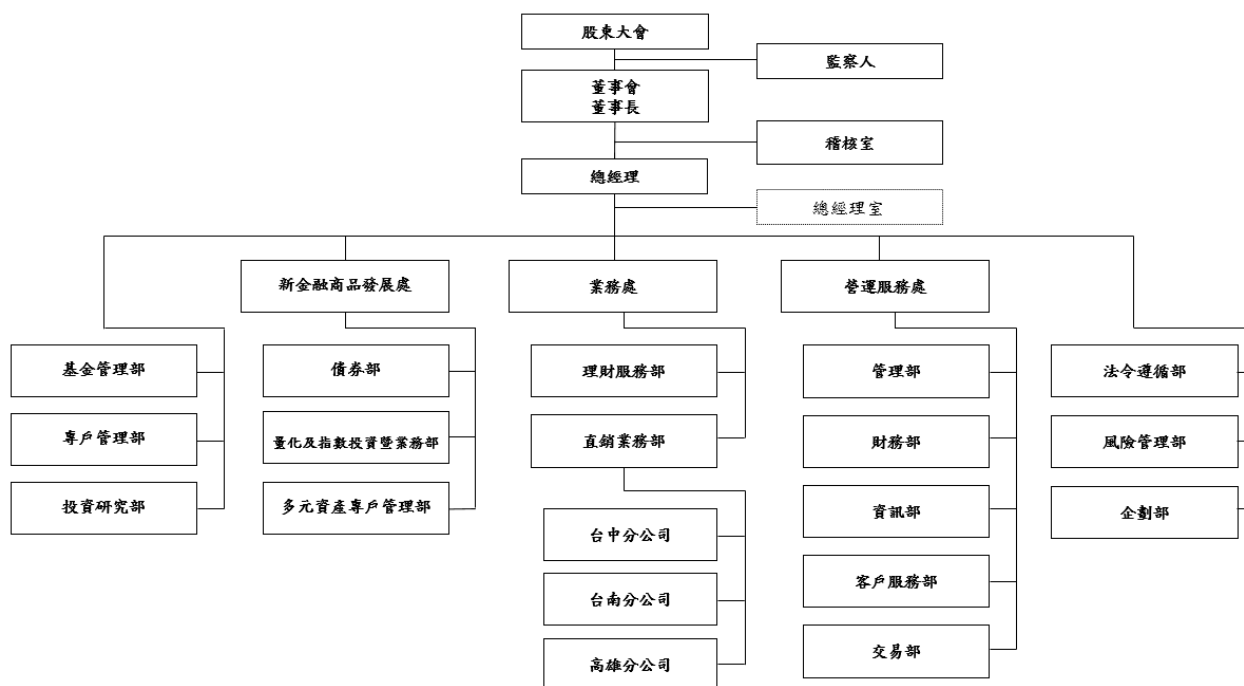 股東大會
監察人
董事會
董事長
稽核室
總經理
總經理室
新金融商品發展處
業務處
營運服務處
基金管理部
債券部
理財服務部
管理部
法令遵循部
專戶管理部
量化及指數投資暨業務部
直銷業務部
財務部
風險管理部
投資研究部
多元資產專戶管理部
台中分公司
資訊部
企劃部
台南分公司
客戶服務部
高雄分公司
交易部